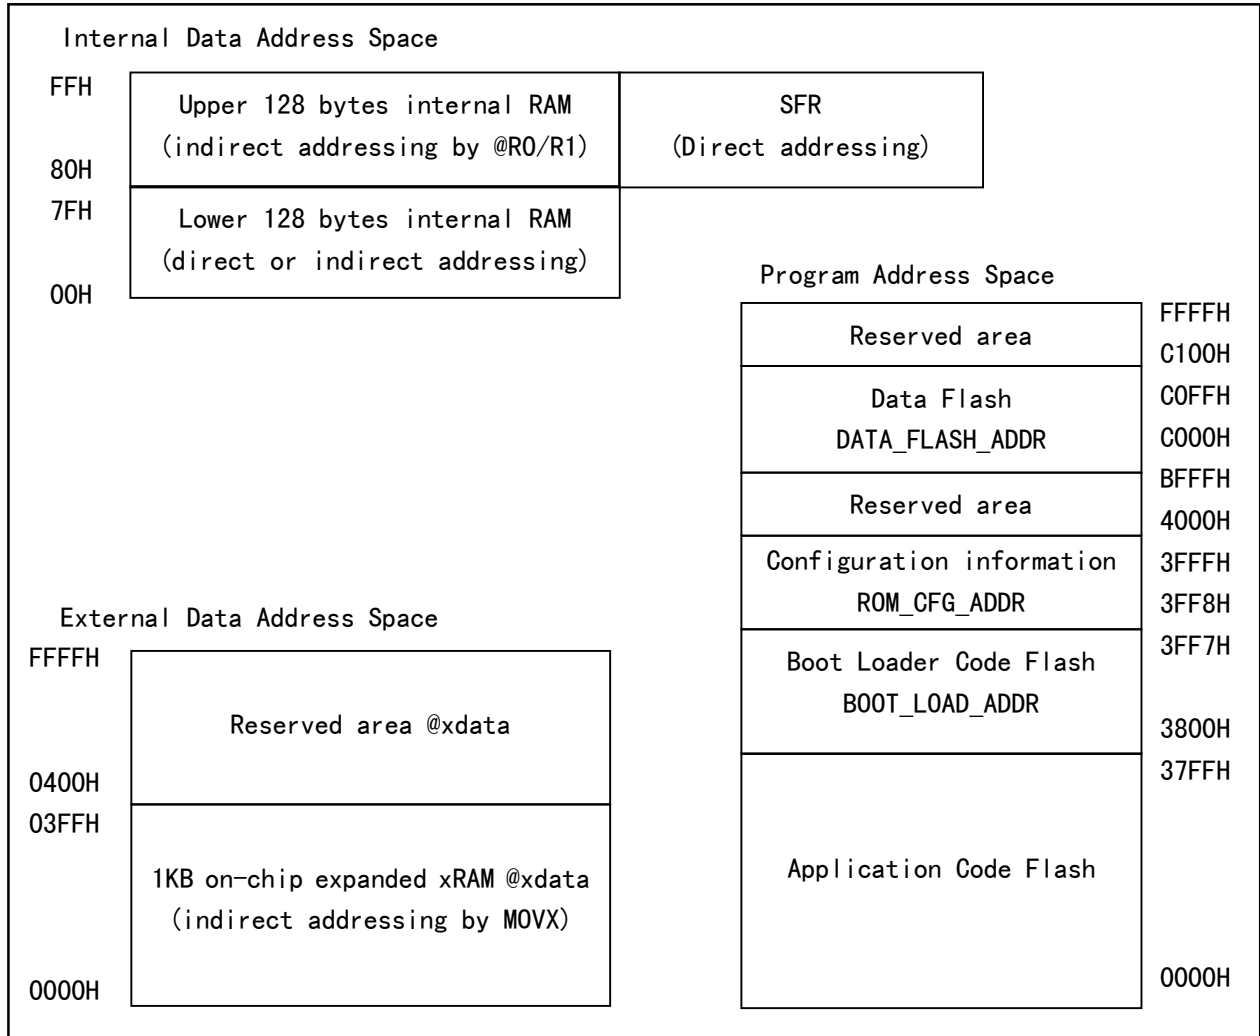 Internal Data Address Space
FFH
Upper 128 bytes internal RAM
(indirect addressing by @R0/R1)
80H
SFR
(Direct addressing)
7FH
Lower 128 bytes internal RAM
(direct or indirect addressing)
00H
Program Address Space
Reserved area
FFFFH
C100H
Data Flash
DATA_FLASH_ADDR
C0FFH
C000H
Reserved area
BFFFH
4000H
Configuration information
ROM_CFG_ADDR
3FFFH
3FF8H
Boot Loader Code Flash
BOOT_LOAD_ADDR
3FF7H
3800H
Application Code Flash
37FFH
0000H
External Data Address Space
FFFFH
Reserved area @xdata
0400H
03FFH
1KB on-chip expanded xRAM @xdata
(indirect addressing by MOVX)
0000H